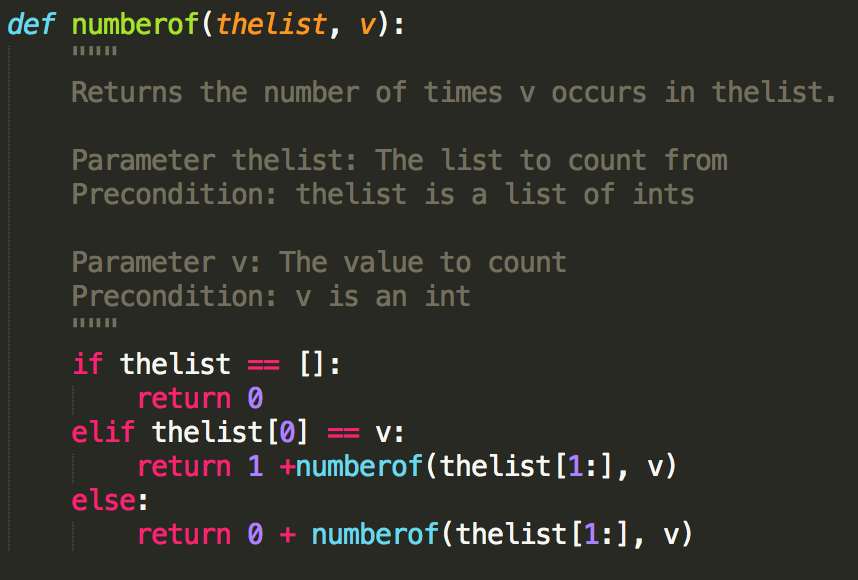 def numberof(thelist, v):
    """
    Returns the number of times v occurs in thelist.

    Parameter thelist: The list to count from
    Precondition: thelist is a list of ints

    Parameter v: The value to count
    Precondition: v is an int
    """
    if thelist == []:
        return 0
    elif thelist[0] == v:
        return 1 +numberof(thelist[1:], v)
    else:
        return 0 + numberof(thelist[1:], v)